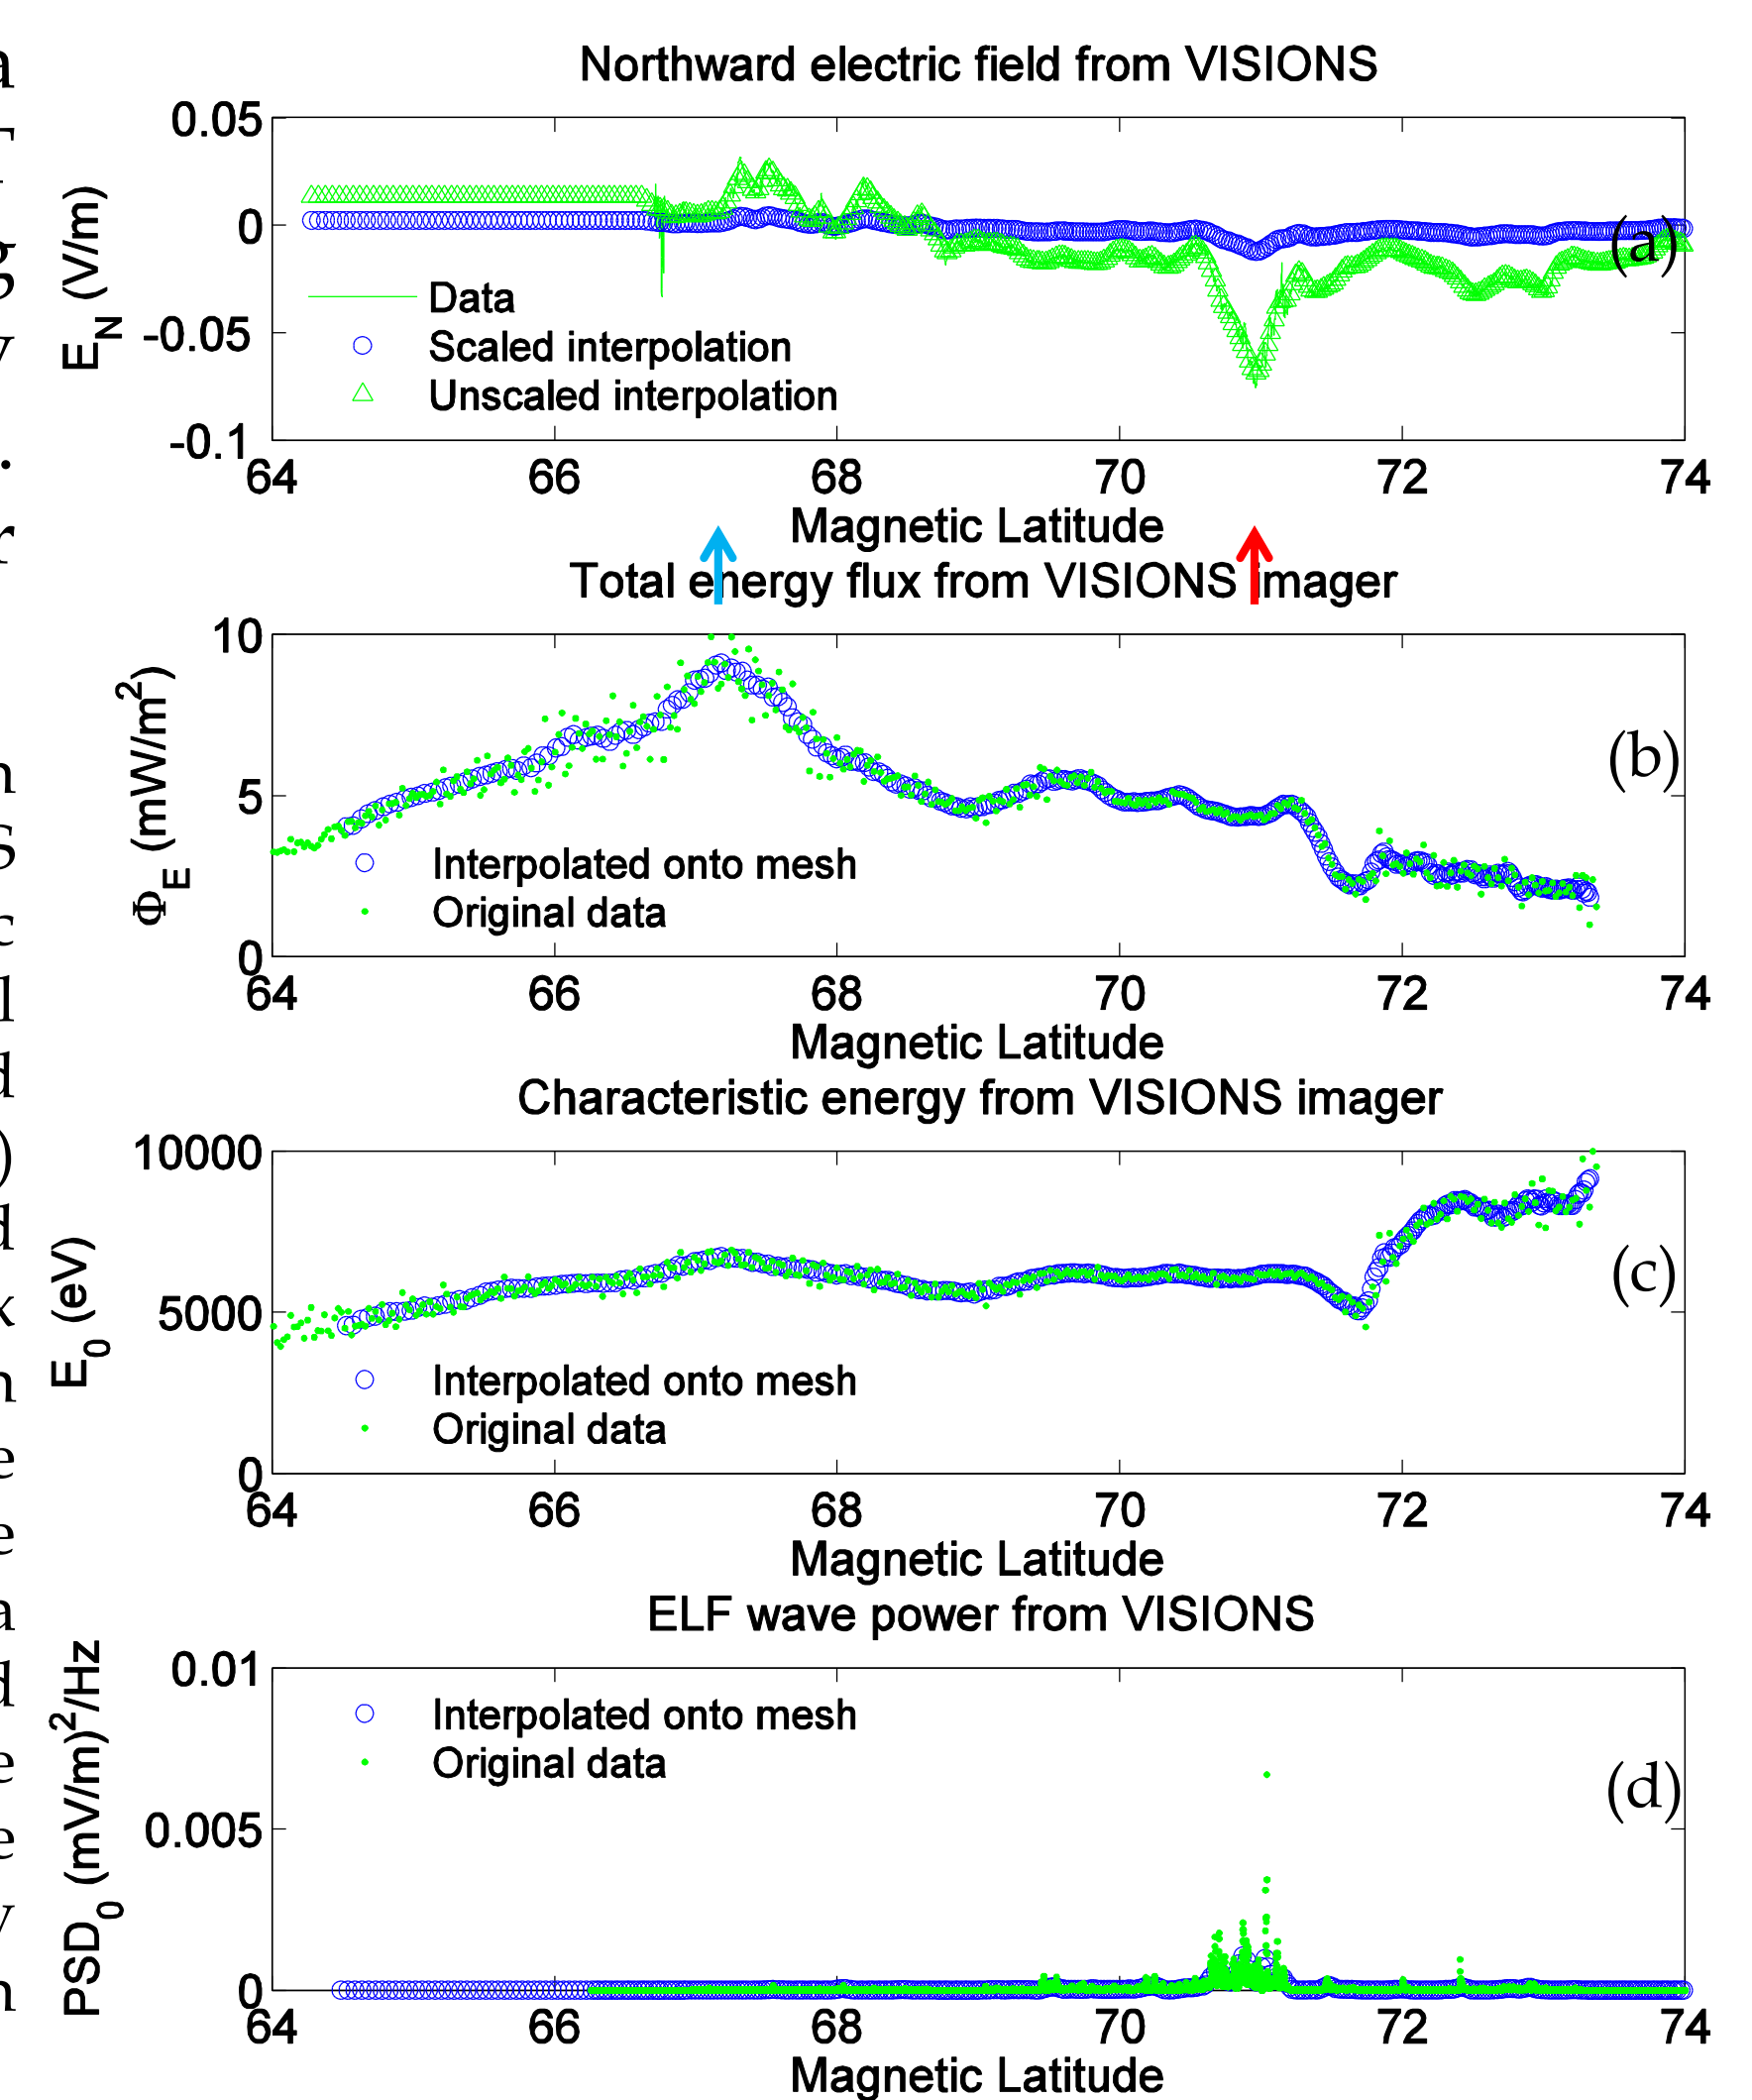 Northward electric field from VISIONS
0.05
0
-0.05
-0.1
E_N (V/m)
Data
Scaled interpolation
Unscaled interpolation
(a)
64 66 68 70 72 74
Magnetic Latitude
Total energy flux from VISIONS imager
10
5
0
Φ_E (mW/m²)
Interpolated onto mesh
Original data
(b)
64 66 68 70 72 74
Magnetic Latitude
Characteristic energy from VISIONS imager
10000
5000
0
E_0 (eV)
Interpolated onto mesh
Original data
(c)
64 66 68 70 72 74
Magnetic Latitude
ELF wave power from VISIONS
0.01
0.005
0
PSD_0 (mV/m)²/Hz
Interpolated onto mesh
Original data
(d)
64 66 68 70 72 74
Magnetic Latitude